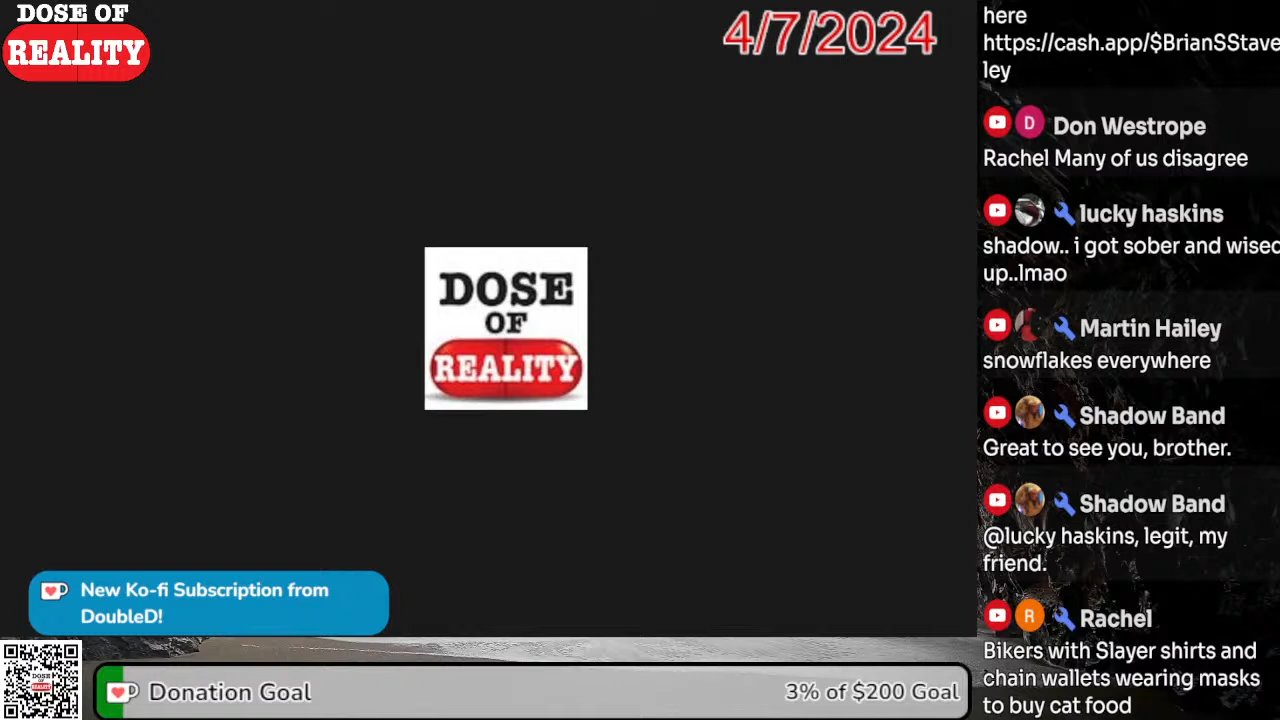 DOSE OF
REALITY
4/7/2024
DOSE
OF
REALITY
New Ko-fi Subscription from
DoubleD!
Donation Goal
3% of $200 Goal
here
https://cash.app/$BrianSStave
ley
D Don Westrope
Rachel Many of us disagree
lucky haskins
shadow.. i got sober and wised
up..lmao
Martin Hailey
snowflakes everywhere
Shadow Band
Great to see you, brother.
Shadow Band
@lucky haskins, legit, my
friend.
R Rachel
Bikers with Slayer shirts and
chain wallets wearing masks
to buy cat food